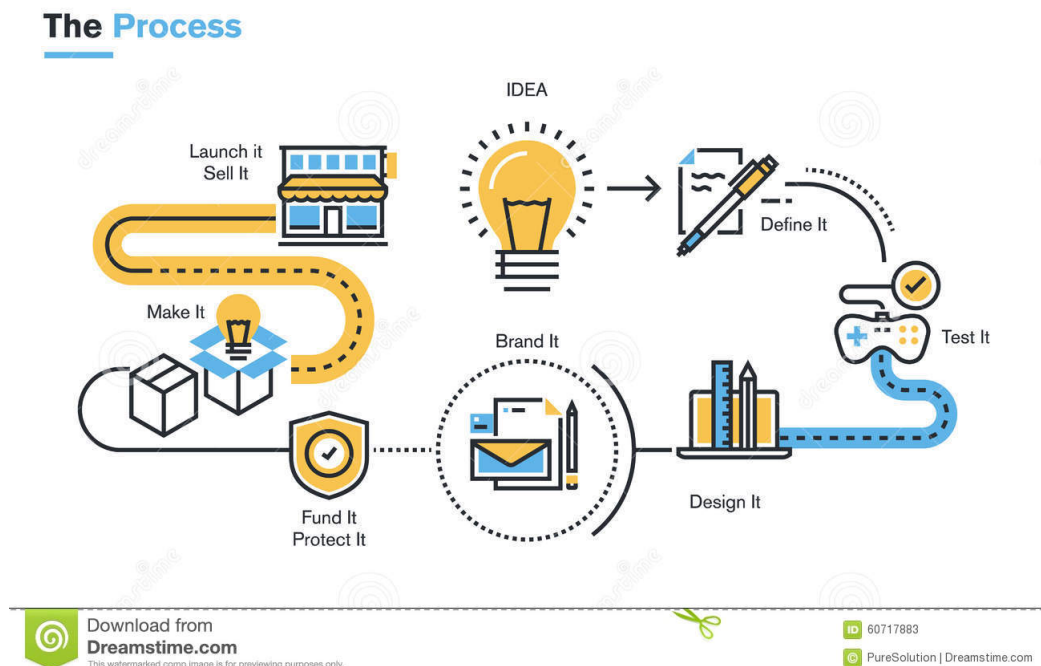 The Process
IDEA
Launch it
Sell It
Define It
Make It
Test It
Brand It
Design It
Fund It
Protect It
dreamstime
Download from
Dreamstime.com
This watermarked comp image is for previewing purposes only.
ID 60717883
© PureSolution | Dreamstime.com